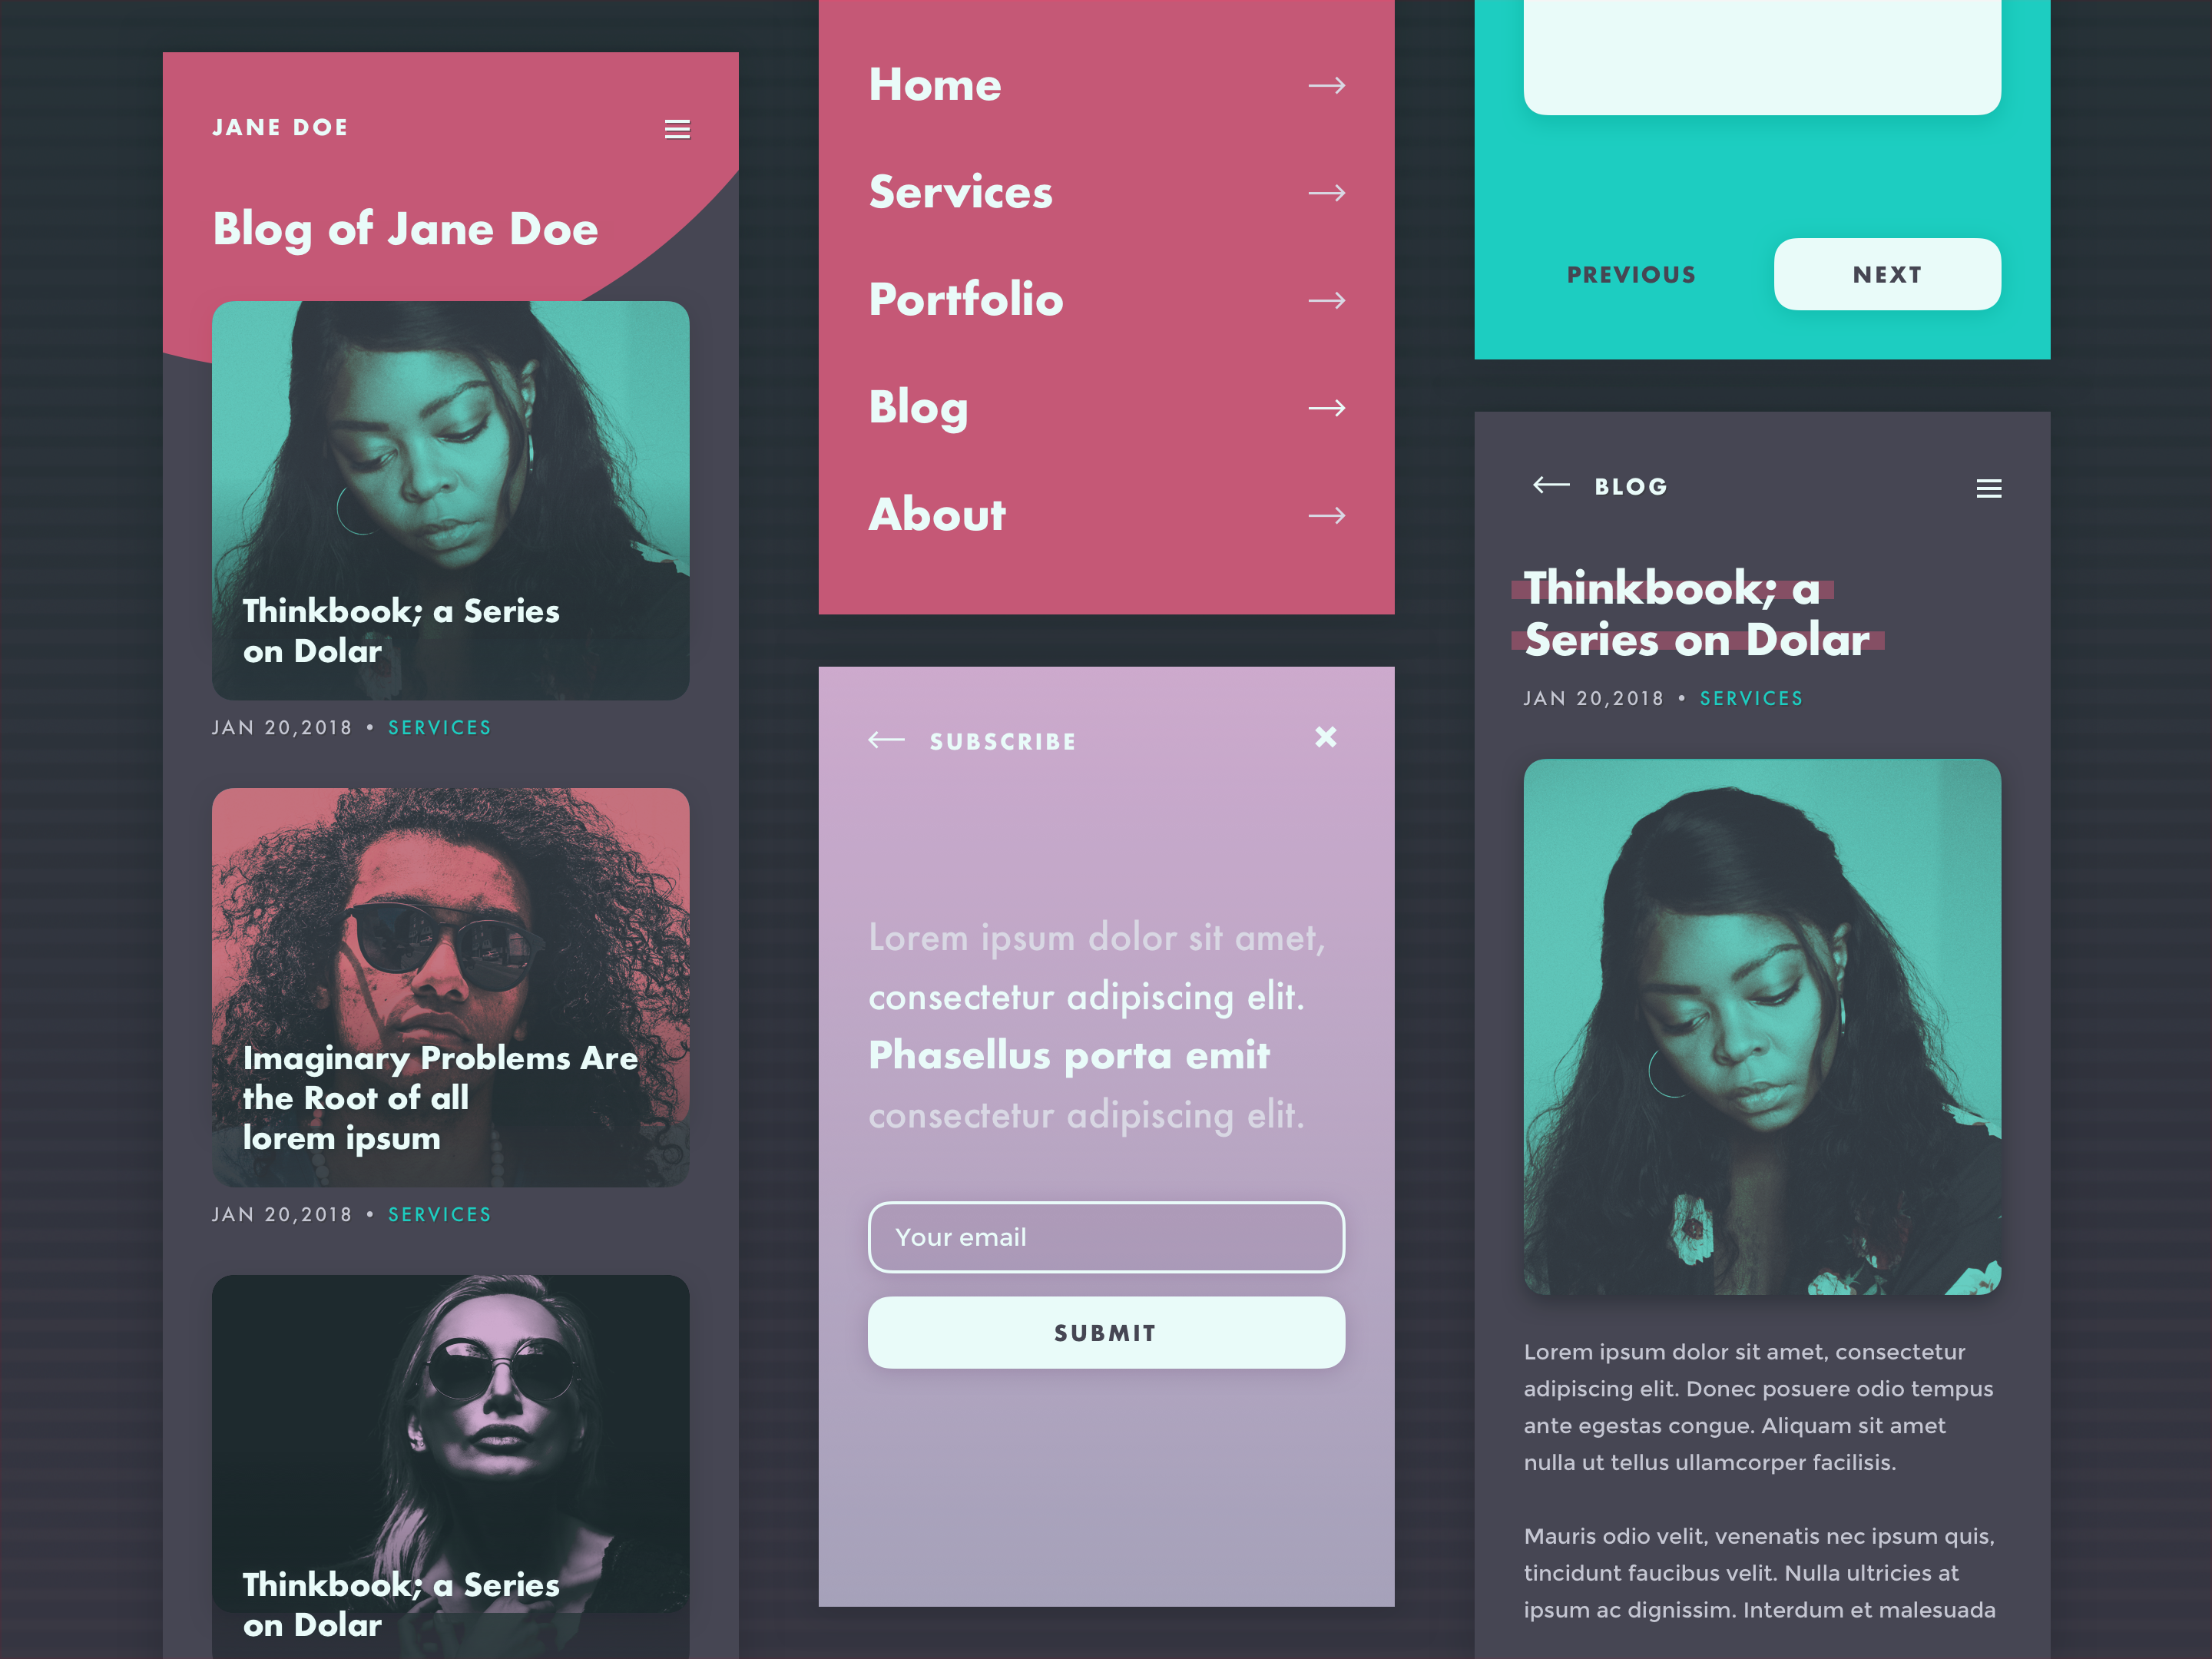 JANE DOE
Blog of Jane Doe
Thinkbook; a Series
on Dolar
JAN 20,2018 • SERVICES
Imaginary Problems Are
the Root of all
lorem ipsum
JAN 20,2018 • SERVICES
Thinkbook; a Series
on Dolar
Home
Services
Portfolio
Blog
About
SUBSCRIBE
Lorem ipsum dolor sit amet,
consectetur adipiscing elit.
Phasellus porta emit
consectetur adipiscing elit.
Your email
SUBMIT
PREVIOUS
NEXT
BLOG
Thinkbook; a
Series on Dolar
JAN 20,2018 • SERVICES
Lorem ipsum dolor sit amet, consectetur
adipiscing elit. Donec posuere odio tempus
ante egestas congue. Aliquam sit amet
nulla ut tellus ullamcorper facilisis.
Mauris odio velit, venenatis nec ipsum quis,
tincidunt faucibus velit. Nulla ultricies at
ipsum ac dignissim. Interdum et malesuada